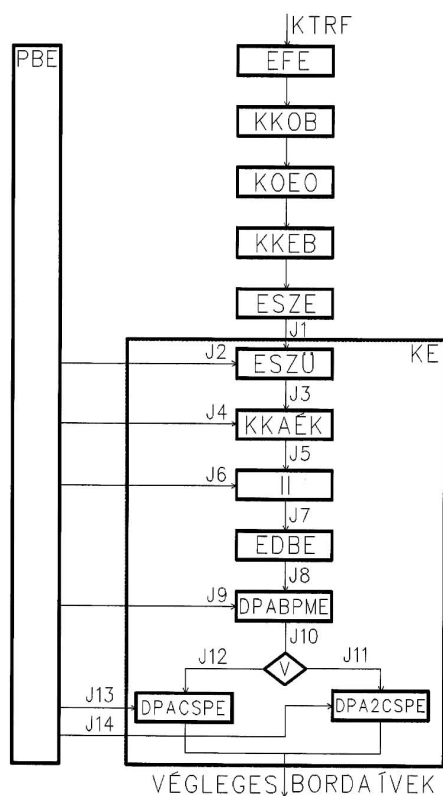 KTRF
PBE
EFE
KKOB
KOEO
KKEB
ESZE
J1
KE
J2
ESZÜ
J3
J4
KKAÉK
J5
J6
II
J7
EDBE
J8
J9
DPABPME
J10
J12
V
J11
J13
DPACSPE
DPA2CSPE
J14
VÉGLEGES BORDAÍVEK